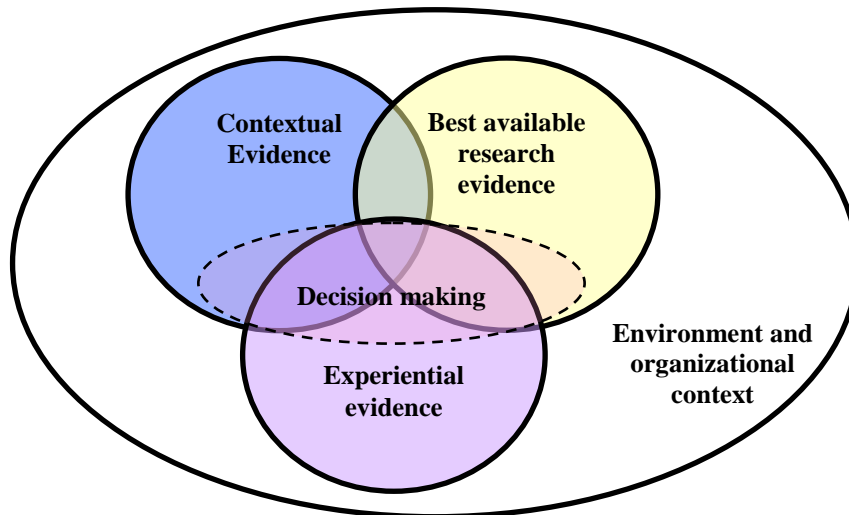 Contextual
Evidence
Best available
research
evidence
Decision making
Experiential
evidence
Environment and
organizational
context